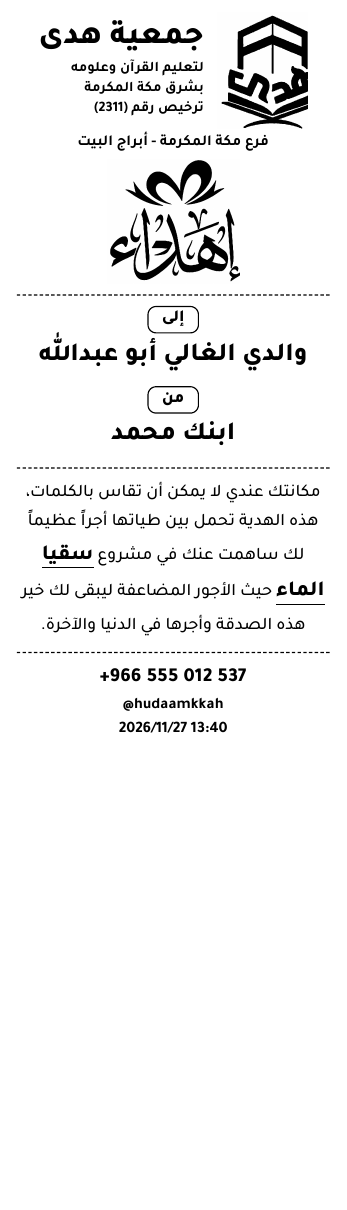 جمعية هدى
لتعليم القرآن وعلومه
بشرق مكة المكرمة
ترخيص رقم (2311)
هدى
فرع مكة المكرمة - أبراج البيت
إهداء
إلى
والدي الغالي أبو عبدالله
من
ابنك محمد
مكانتك عندي لا يمكن أن تقاس بالكلمات،
هذه الهدية تحمل بين طياتها أجراً عظيماً
لك ساهمت عنك في مشروع سقيا
الماء حيث الأجور المضاعفة ليبقى لك خير
هذه الصدقة وأجرها في الدنيا والآخرة.
+966 555 012 537
@hudaamkkah
2026/11/27 13:40